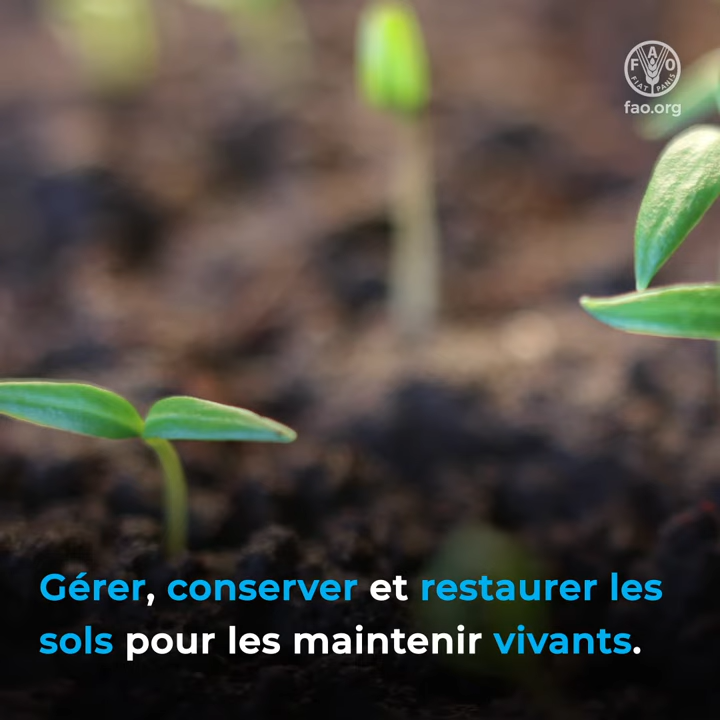 FAO
FIAT PANIS
fao.org
Gérer, conserver et restaurer les
sols pour les maintenir vivants.